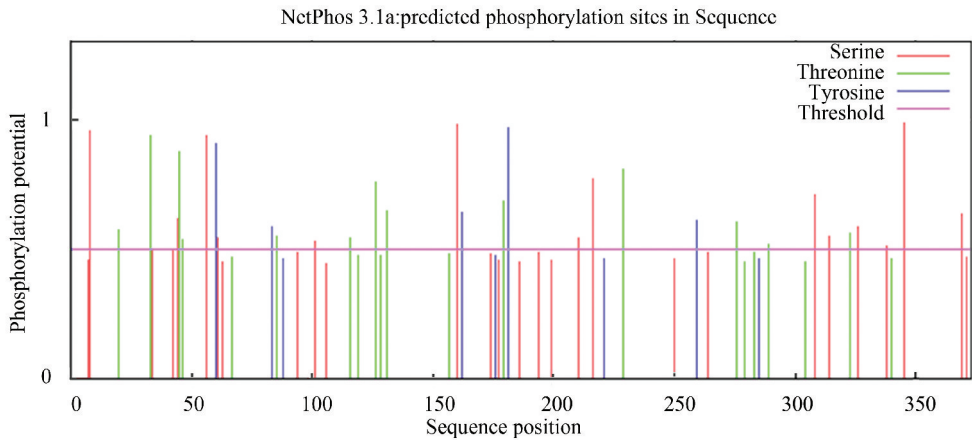 NetPhos 3.1a:predicted phosphorylation sites in Sequence
Serine
Threonine
Tyrosine
Threshold
Phosphorylation potential
1
0
0 50 100 150 200 250 300 350
Sequence position